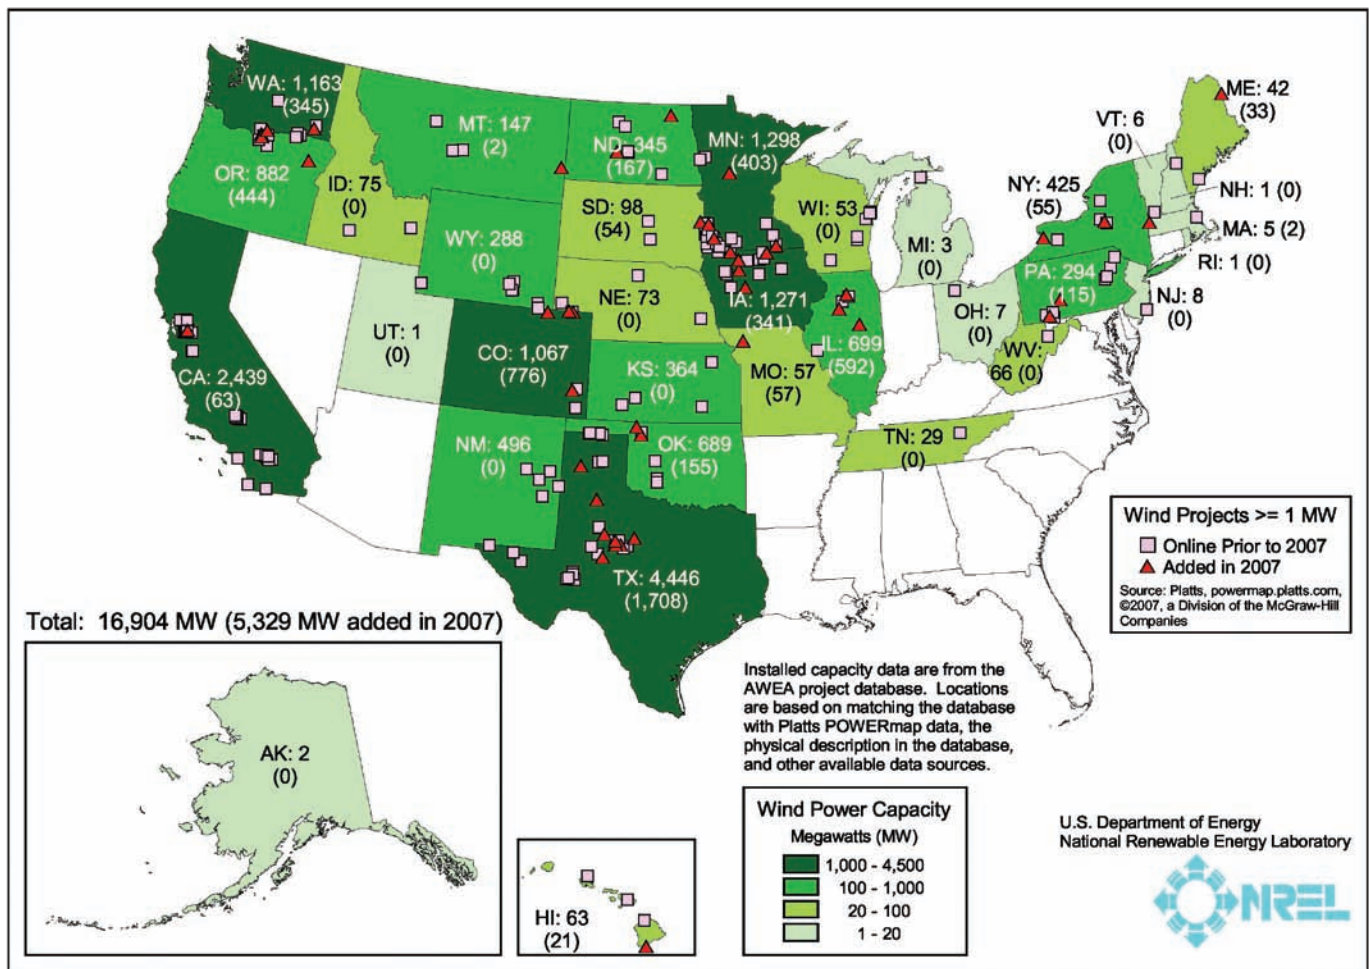 WA: 1,163
(345)
MT: 147
(2)
ND: 345
(167)
MN: 1,298
(403)
ME: 42
(33)
VT: 6
(0)
OR: 882
(444)
ID: 75
(0)
SD: 98
(54)
WI: 53
(0)
NY: 425
(55)
NH: 1 (0)
MA: 5 (2)
RI: 1 (0)
WY: 288
(0)
MI: 3
(0)
NE: 73
(0)
IA: 1,271
(341)
PA: 294
(115)
NJ: 8
(0)
OH: 7
(0)
UT: 1
(0)
CO: 1,067
(776)
IL: 699
(592)
WV:
66 (0)
CA: 2,439
(63)
KS: 364
(0)
MO: 57
(57)
NM: 496
(0)
OK: 689
(155)
TN: 29
(0)
TX: 4,446
(1,708)
Wind Projects >= 1 MW
Online Prior to 2007
Added in 2007
Source: Platts, powermap.platts.com,
©2007, a Division of the McGraw-Hill
Companies
Total: 16,904 MW (5,329 MW added in 2007)
AK: 2
(0)
HI: 63
(21)
Installed capacity data are from the
AWEA project database. Locations
are based on matching the database
with Platts POWERmap data, the
physical description in the database,
and other available data sources.
Wind Power Capacity
Megawatts (MW)
1,000 - 4,500
100 - 1,000
20 - 100
1 - 20
U.S. Department of Energy
National Renewable Energy Laboratory
NREL